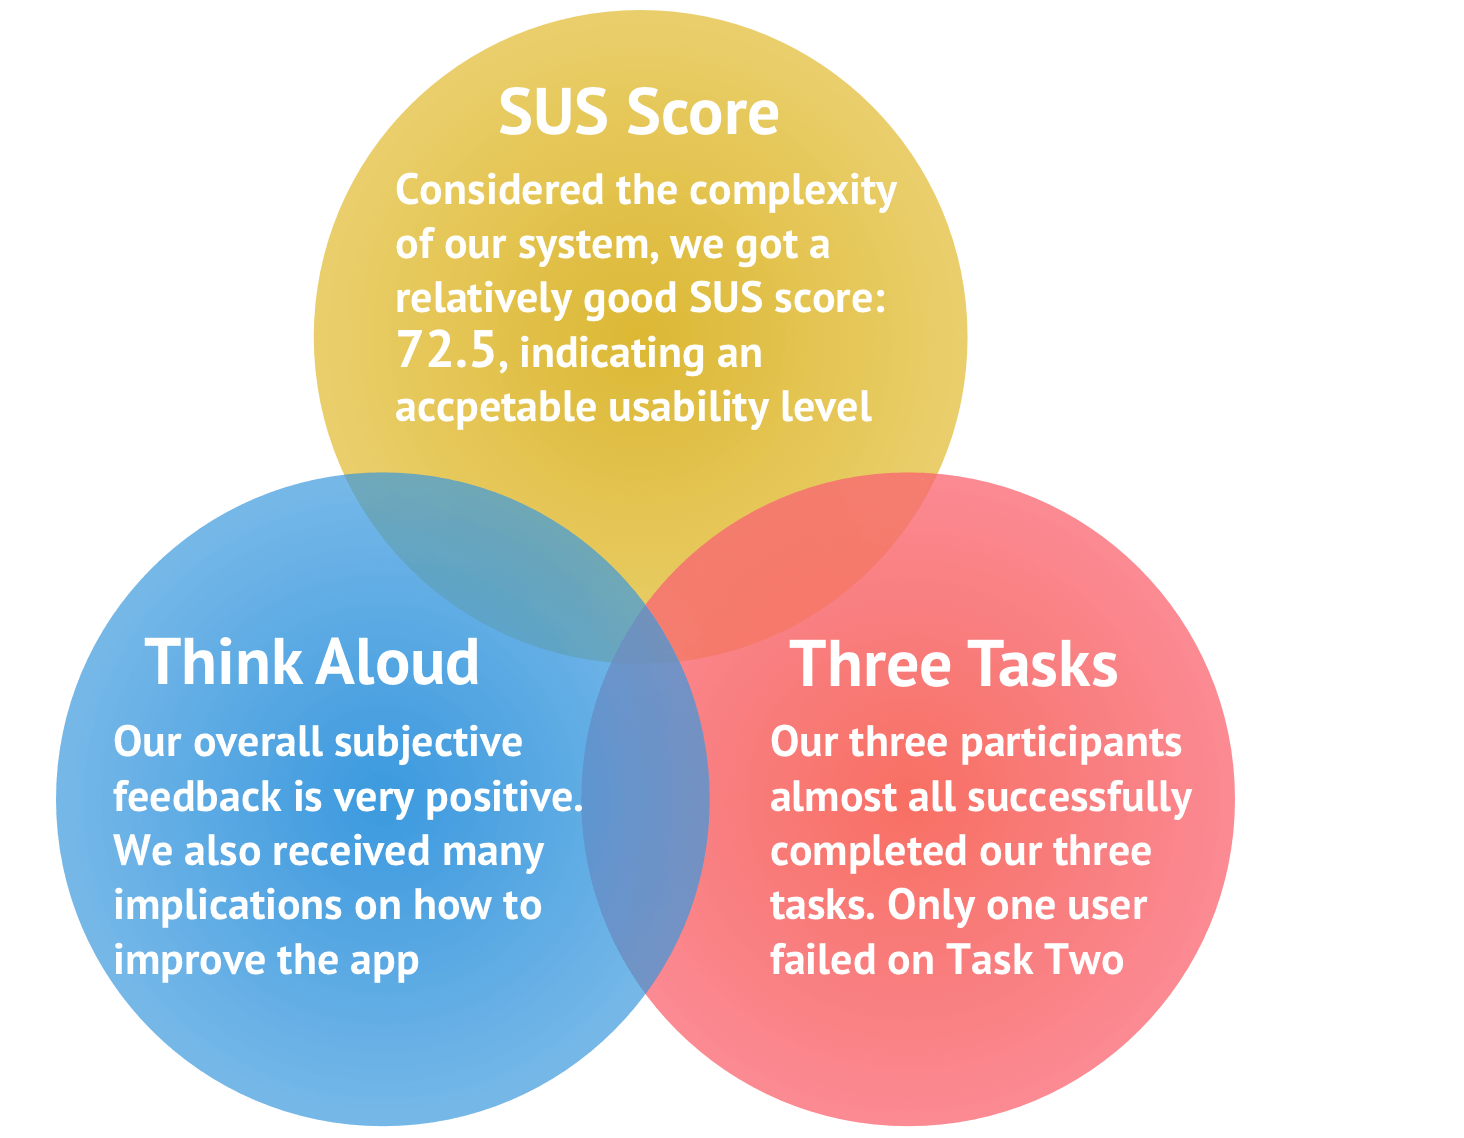 SUS Score
Considered the complexity
of our system, we got a
relatively good SUS score:
72.5, indicating an
accpetable usability level
Think Aloud
Our overall subjective
feedback is very positive.
We also received many
implications on how to
improve the app
Three Tasks
Our three participants
almost all successfully
completed our three
tasks. Only one user
failed on Task Two